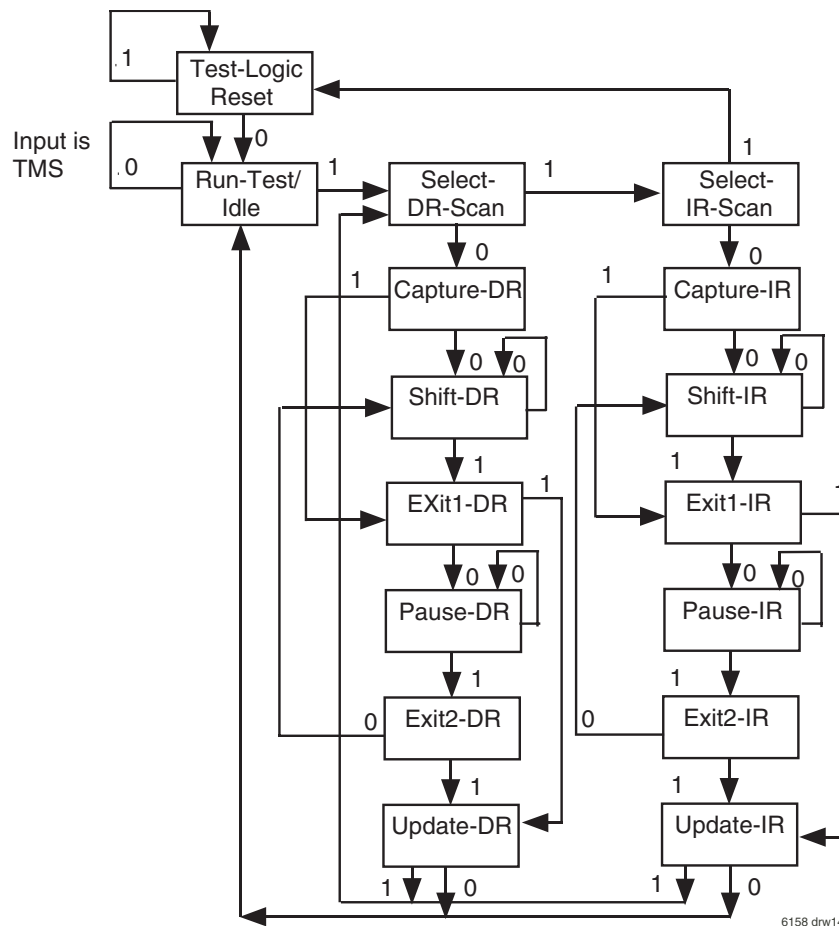 1
Test-Logic
Reset
0
Input is
TMS
0
Run-Test/
Idle
1
Select-
DR-Scan
1
Select-
IR-Scan
1
0
0
1
Capture-DR
1
Capture-IR
0
0
0
0
Shift-DR
Shift-IR
1
1
EXit1-DR
1
Exit1-IR
1
0
0
0
0
Pause-DR
Pause-IR
1
1
0
Exit2-DR
0
Exit2-IR
1
1
Update-DR
Update-IR
1
0
1
0
6158 drw14